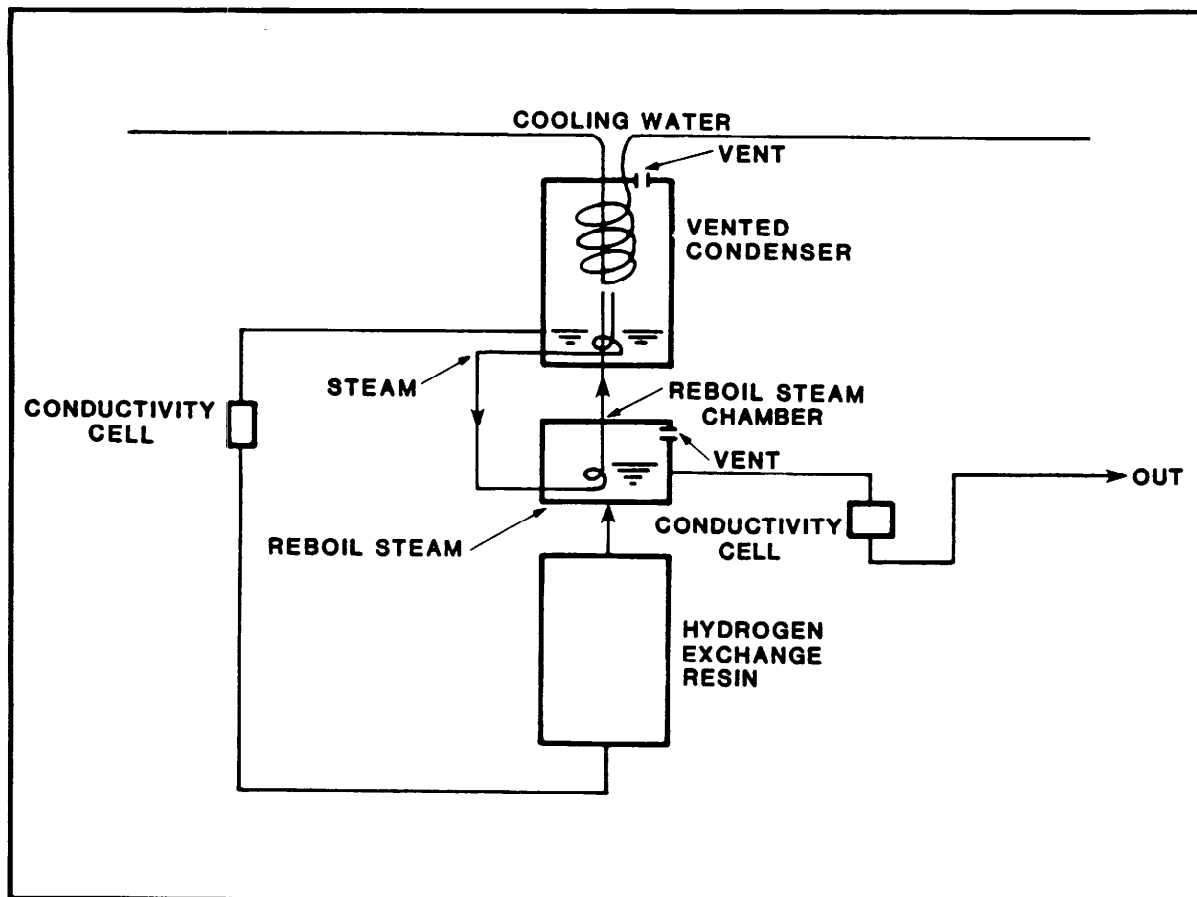 COOLING WATER
VENT
VENTED
CONDENSER
STEAM
REBOIL STEAM
CHAMBER
CONDUCTIVITY
CELL
VENT
OUT
CONDUCTIVITY
CELL
REBOIL STEAM
HYDROGEN
EXCHANGE
RESIN